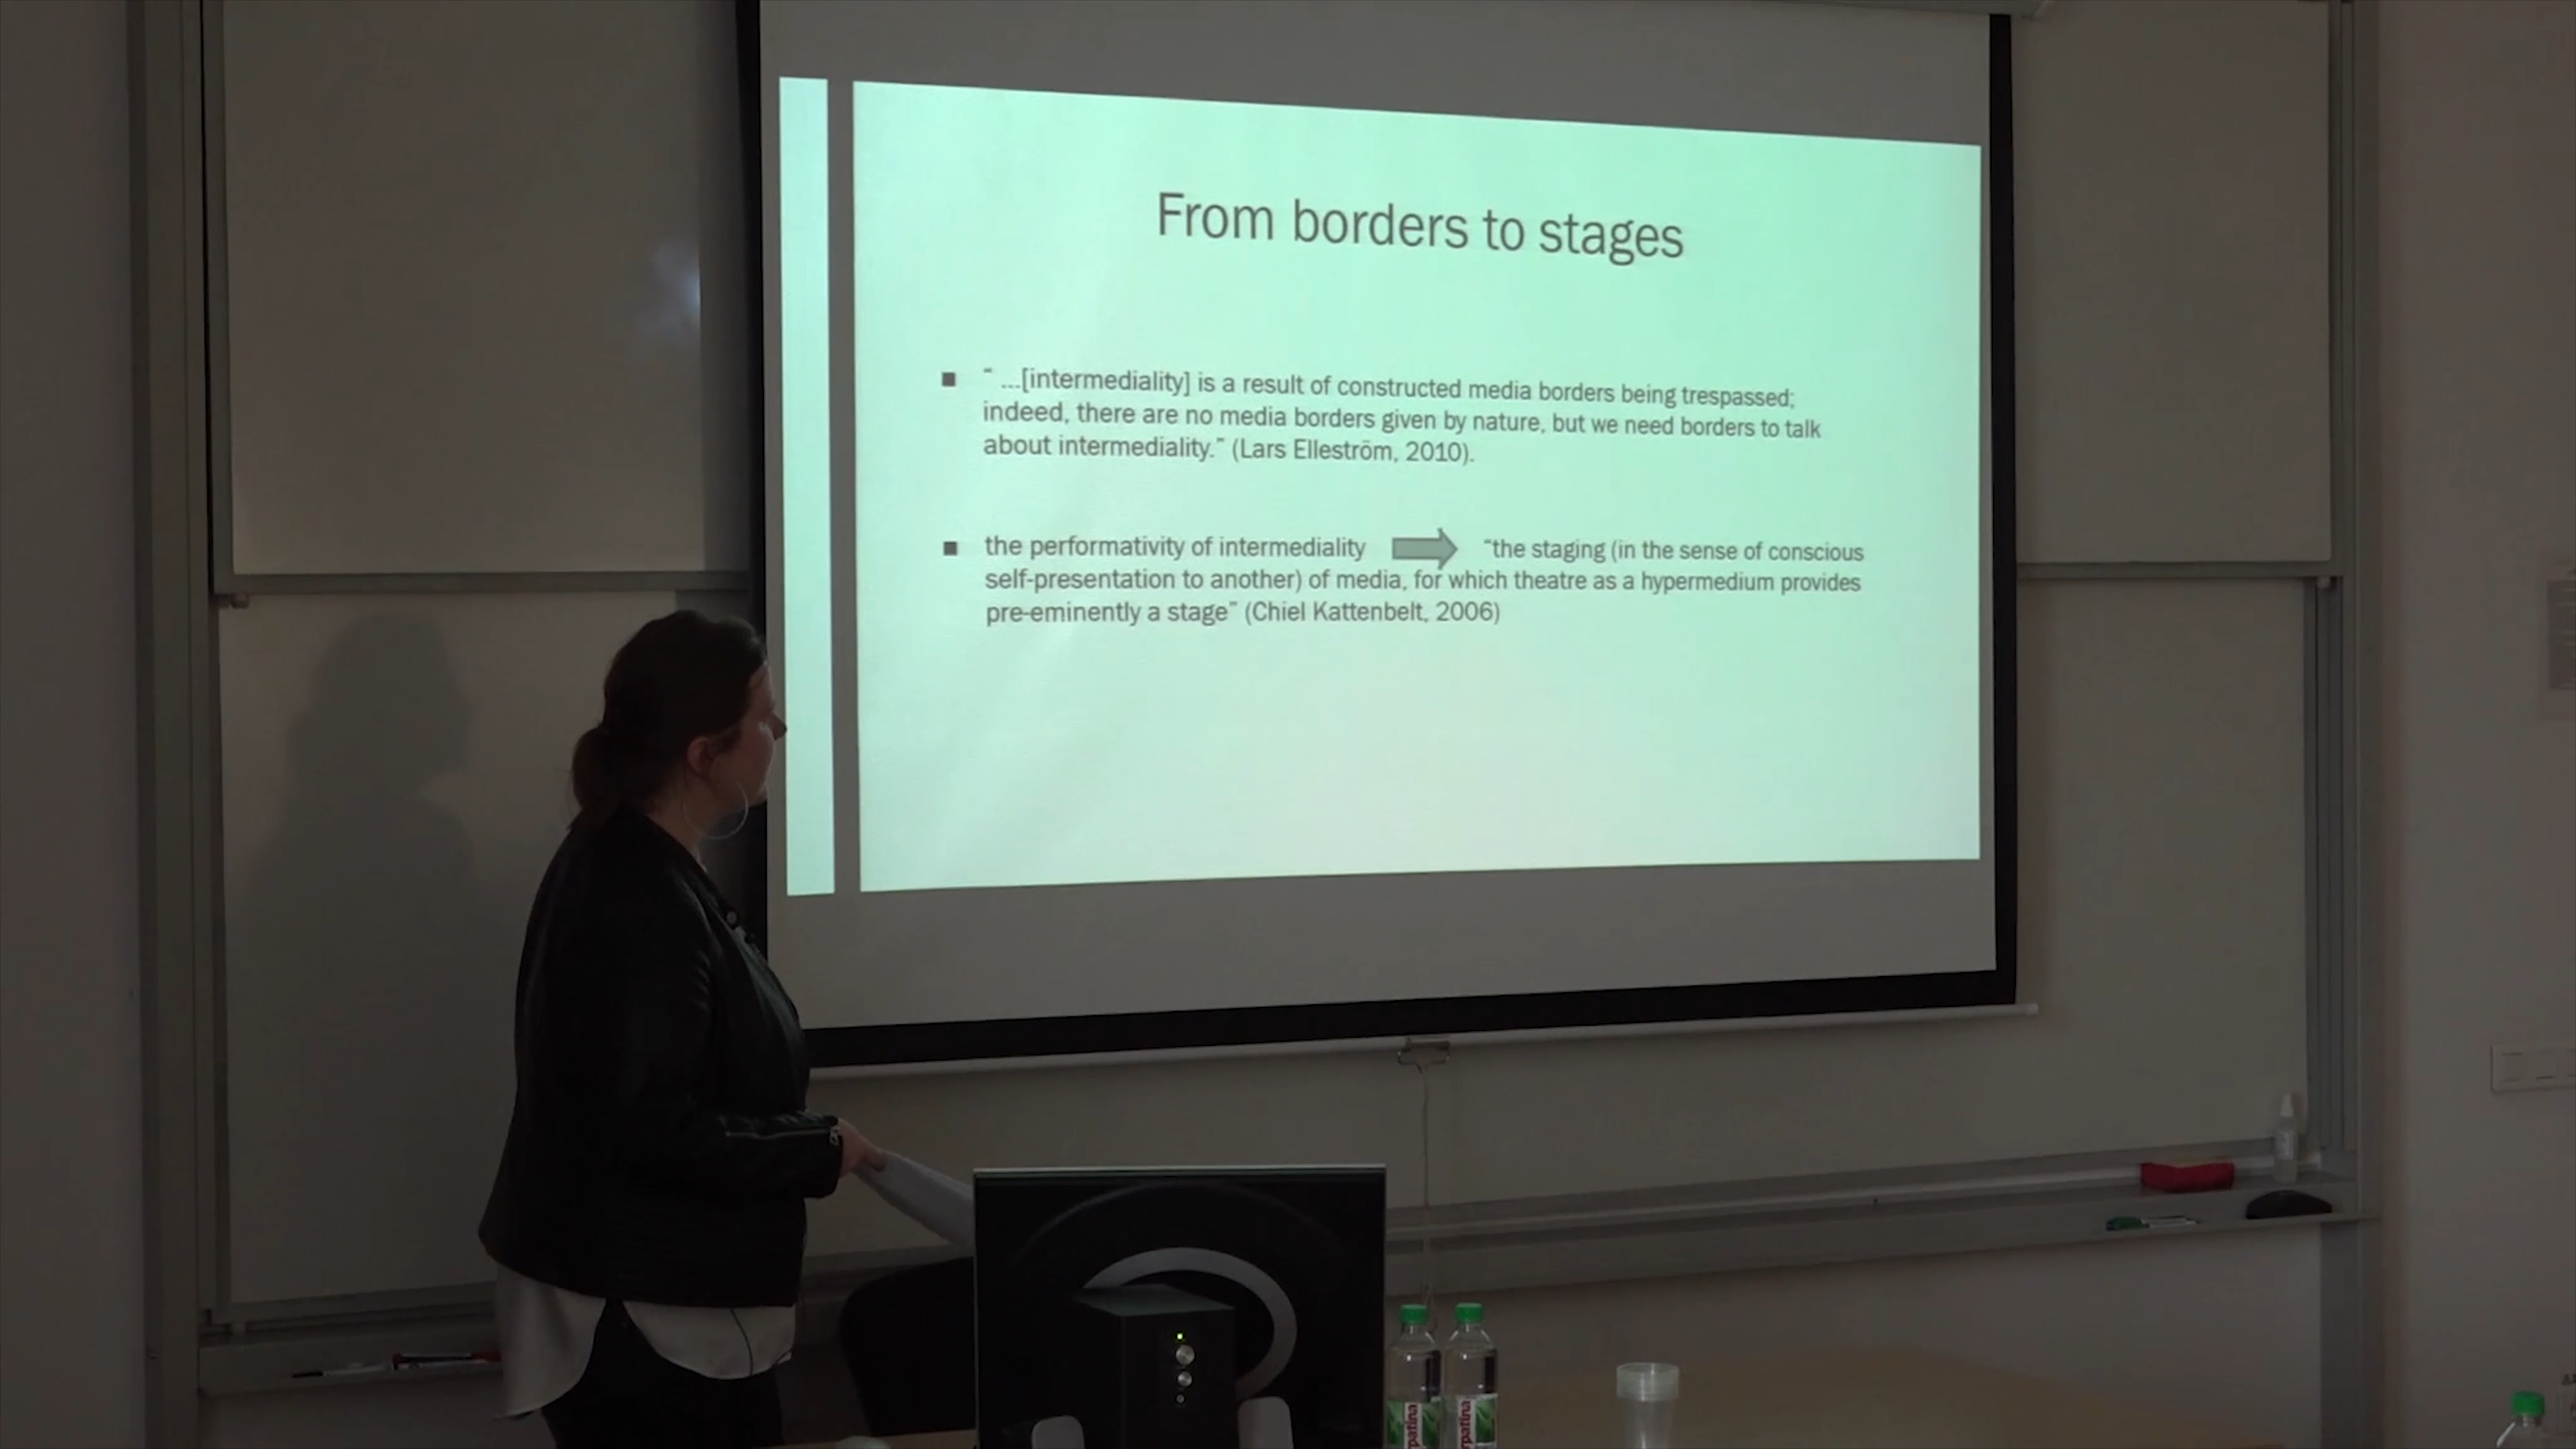 From borders to stages
“ ...[intermediality] is a result of constructed media borders being trespassed;
indeed, there are no media borders given by nature, but we need borders to talk
about intermediality.” (Lars Elleström, 2010).
the performativity of intermediality “the staging (in the sense of conscious
self-presentation to another) of media, for which theatre as a hypermedium provides
pre-eminently a stage” (Chiel Kattenbelt, 2006)